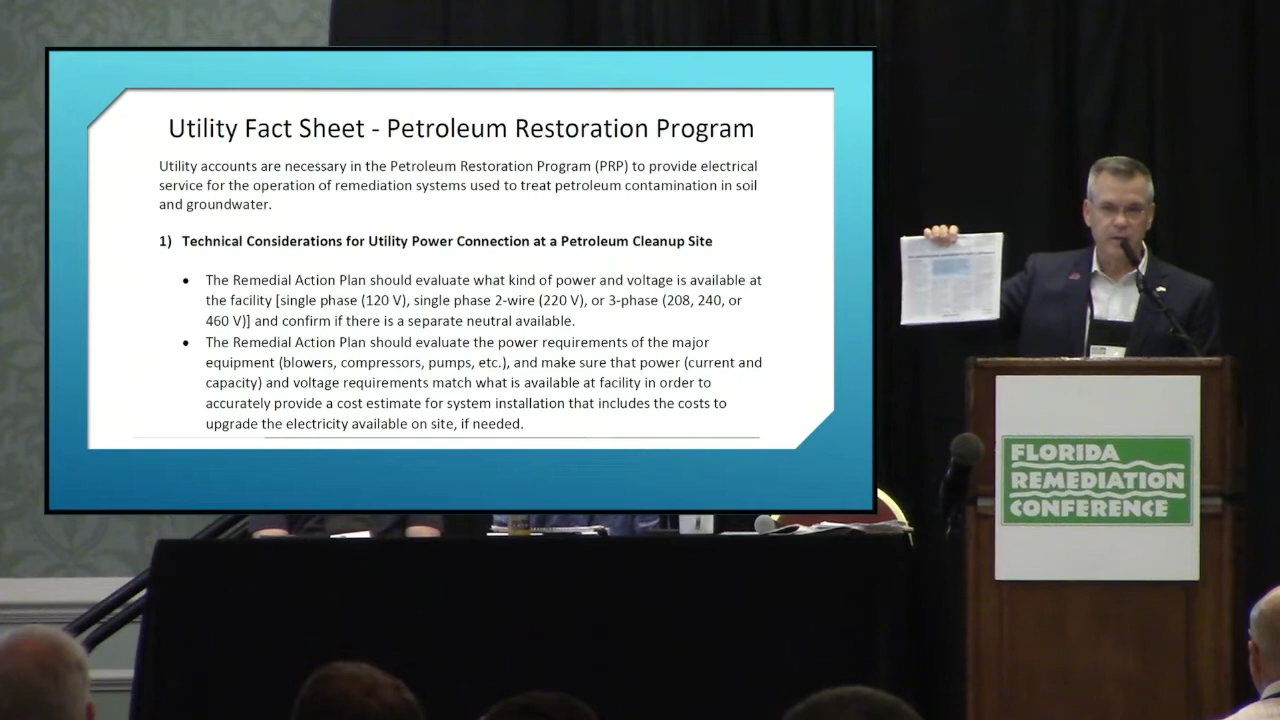 Utility Fact Sheet - Petroleum Restoration Program
Utility accounts are necessary in the Petroleum Restoration Program (PRP) to provide electrical
service for the operation of remediation systems used to treat petroleum contamination in soil
and groundwater.
1) Technical Considerations for Utility Power Connection at a Petroleum Cleanup Site
• The Remedial Action Plan should evaluate what kind of power and voltage is available at
the facility [single phase (120 V), single phase 2-wire (220 V), or 3-phase (208, 240, or
460 V)] and confirm if there is a separate neutral available.
• The Remedial Action Plan should evaluate the power requirements of the major
equipment (blowers, compressors, pumps, etc.), and make sure that power (current and
capacity) and voltage requirements match what is available at facility in order to
accurately provide a cost estimate for system installation that includes the costs to
upgrade the electricity available on site, if needed.
FLORIDA
REMEDIATION
CONFERENCE